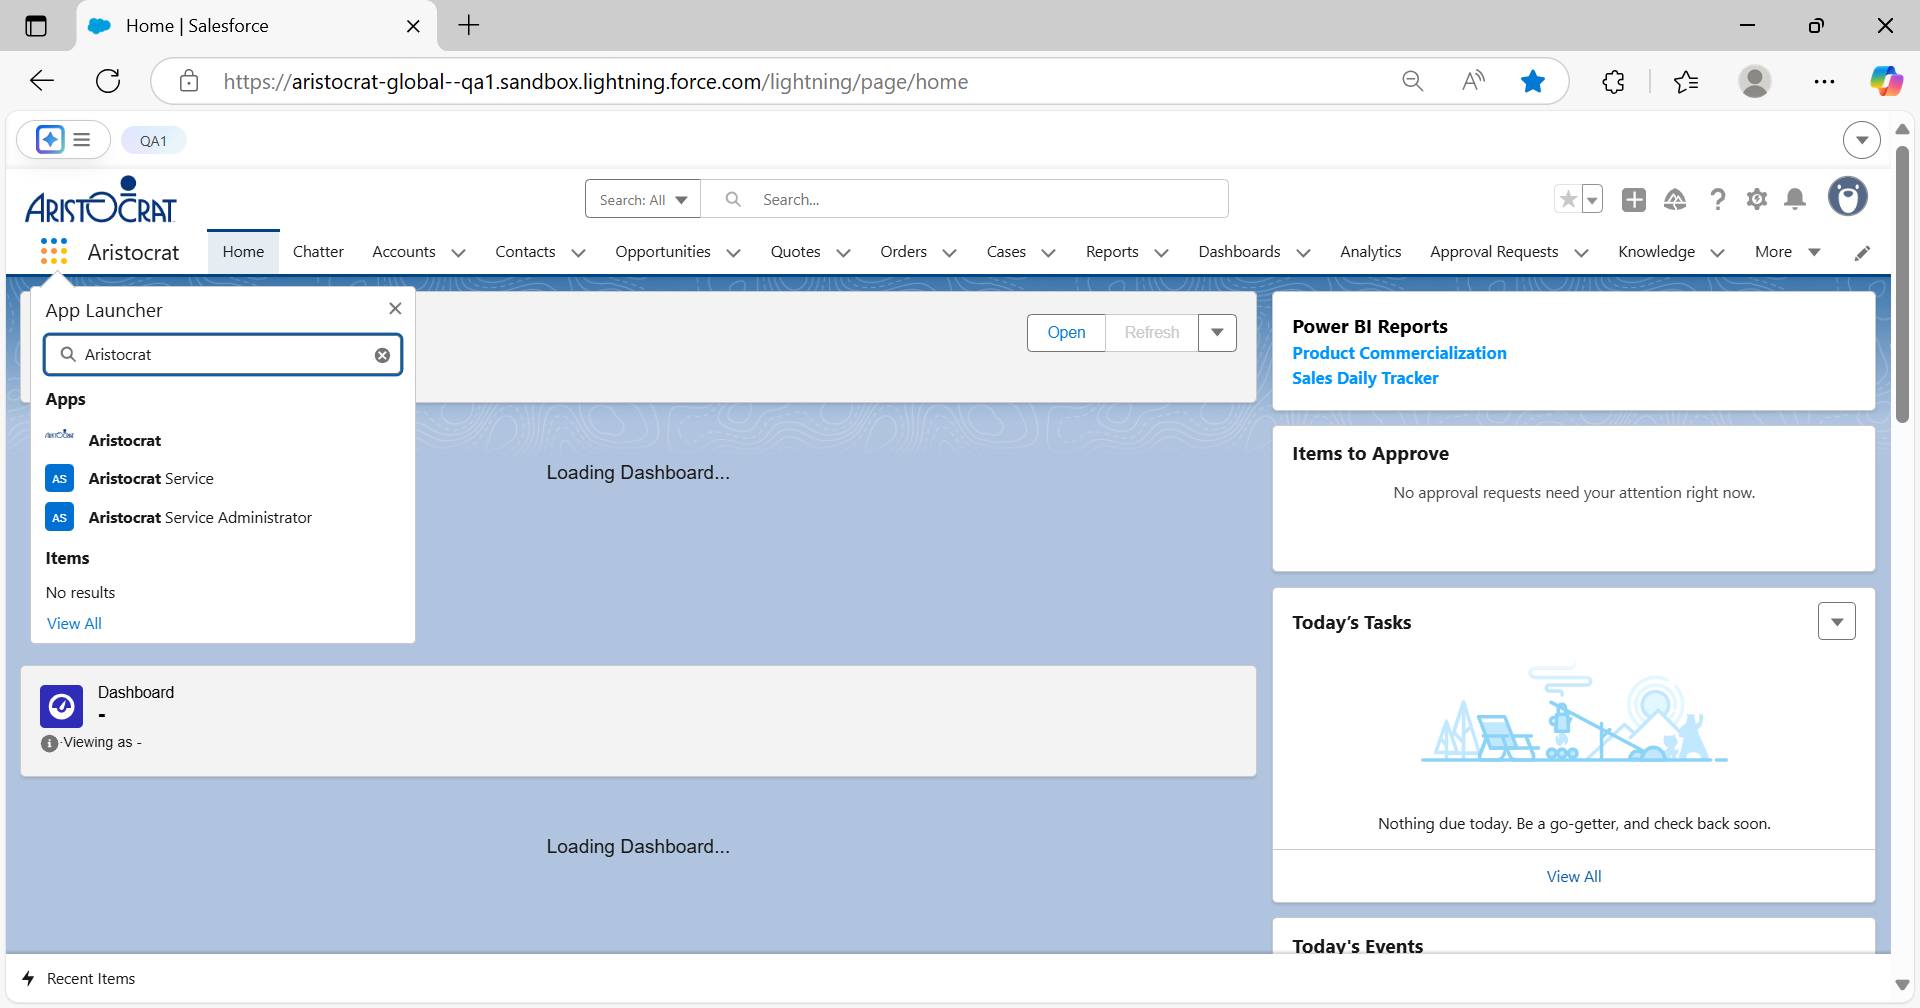 Home | Salesforce
https://aristocrat-global--qa1.sandbox.lightning.force.com/lightning/page/home
QA1
ARISTOCRAT
Search: All
Search...
Aristocrat
Home
Chatter
Accounts
Contacts
Opportunities
Quotes
Orders
Cases
Reports
Dashboards
Analytics
Approval Requests
Knowledge
More
App Launcher
Aristocrat
Apps
ARISTOCRAT
Aristocrat
AS
Aristocrat Service
AS
Aristocrat Service Administrator
Items
No results
View All
Open
Refresh
Loading Dashboard...
Dashboard
-
Viewing as -
Loading Dashboard...
Power BI Reports
Product Commercialization
Sales Daily Tracker
Items to Approve
No approval requests need your attention right now.
Today’s Tasks
Nothing due today. Be a go-getter, and check back soon.
View All
Today's Events
Recent Items